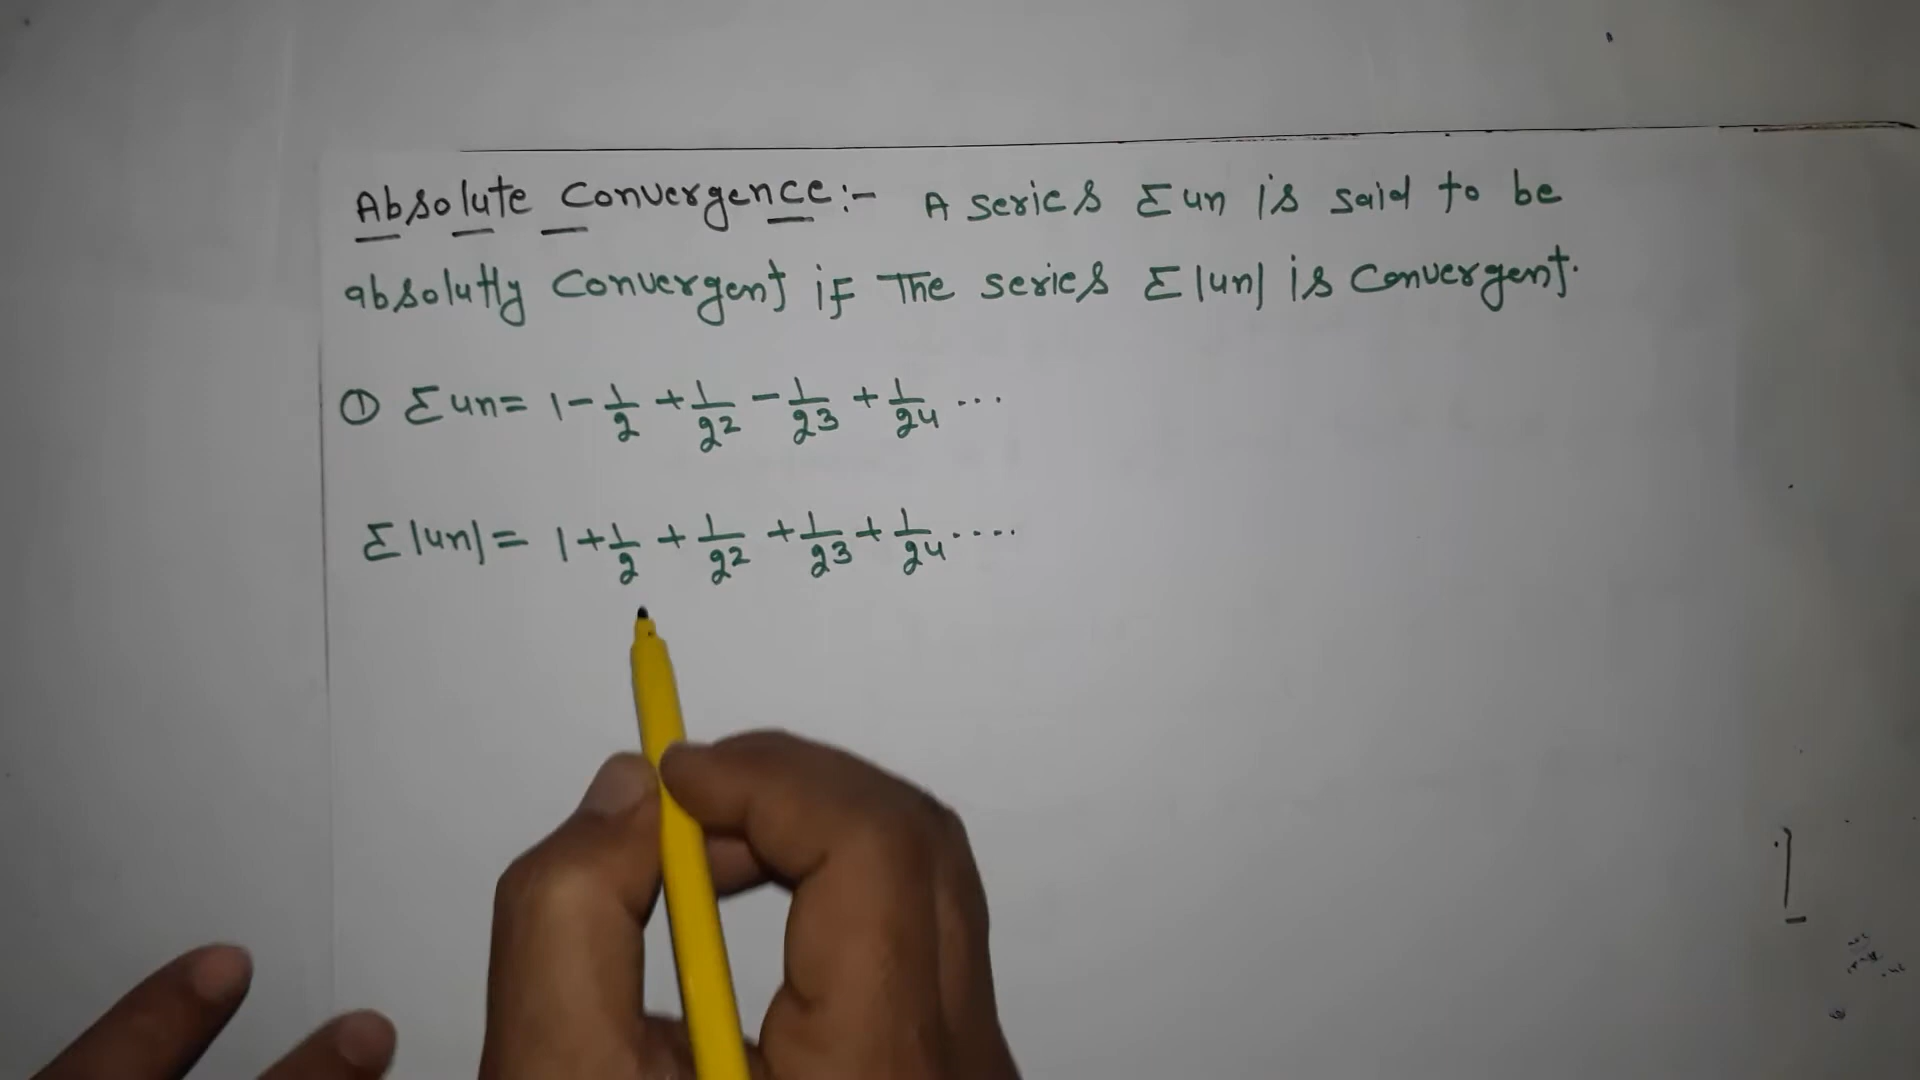 Absolute Convergence:- A series Σun is said to be
absolutly Convergent if The series Σ|un| is Convergent.
① Σun = 1 - 1/2 + 1/2² - 1/2³ + 1/2⁴ ...
Σ|un| = 1 + 1/2 + 1/2² + 1/2³ + 1/2⁴ ....